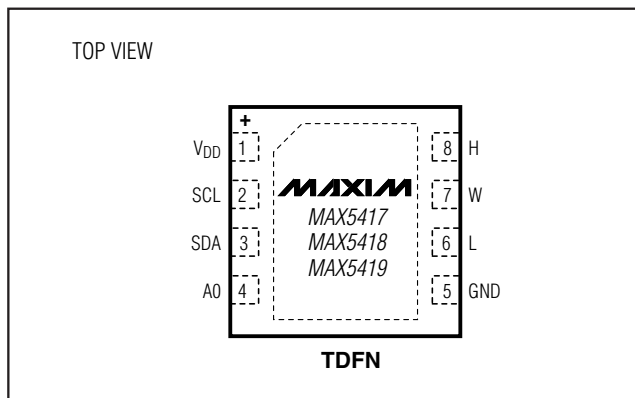 TOP VIEW
+
VDD 1 8 H
MAXIM
SCL 2 7 W
MAX5417
SDA 3 MAX5418 6 L
MAX5419
A0 4 5 GND
TDFN